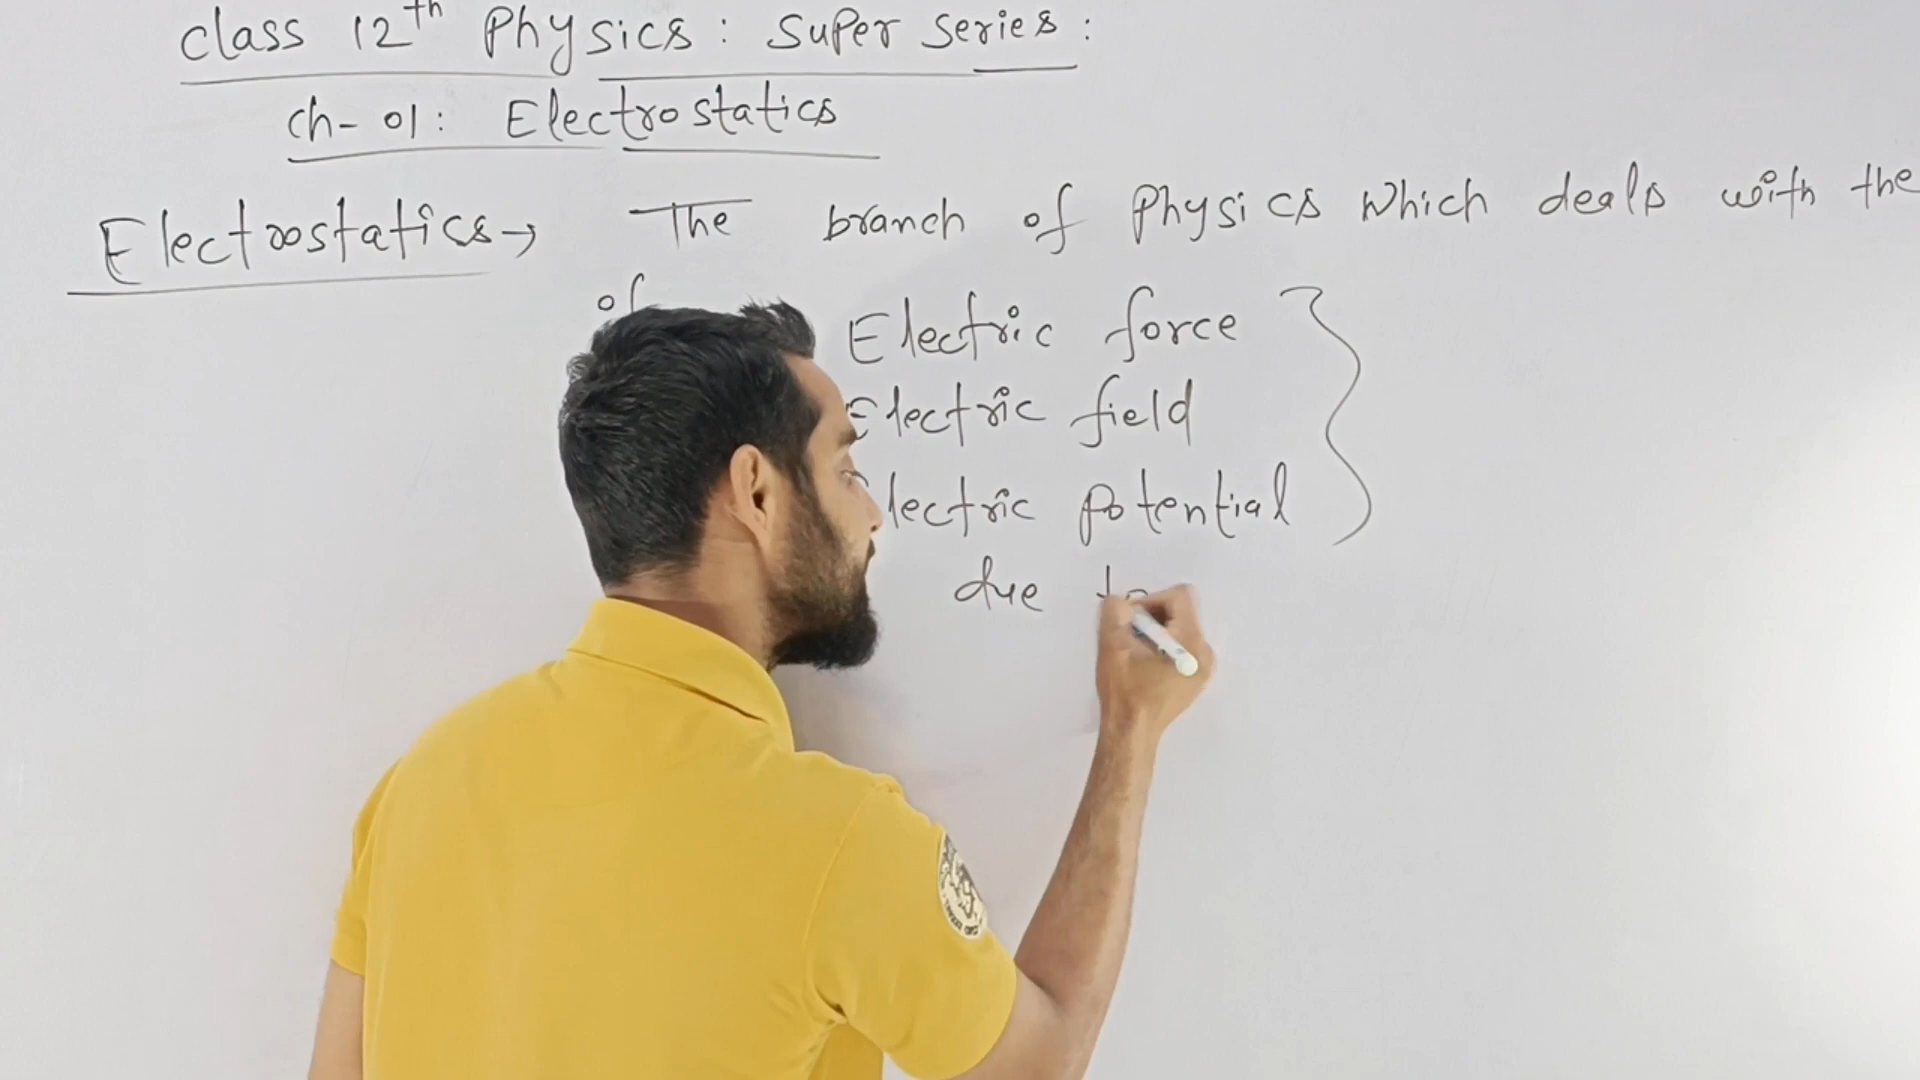 class 12th Physics : Super Series :
ch- 01: Electrostatics
Electrostatics → The branch of Physics which deals with the
of Electric force
Electric field
lectric potential
due to